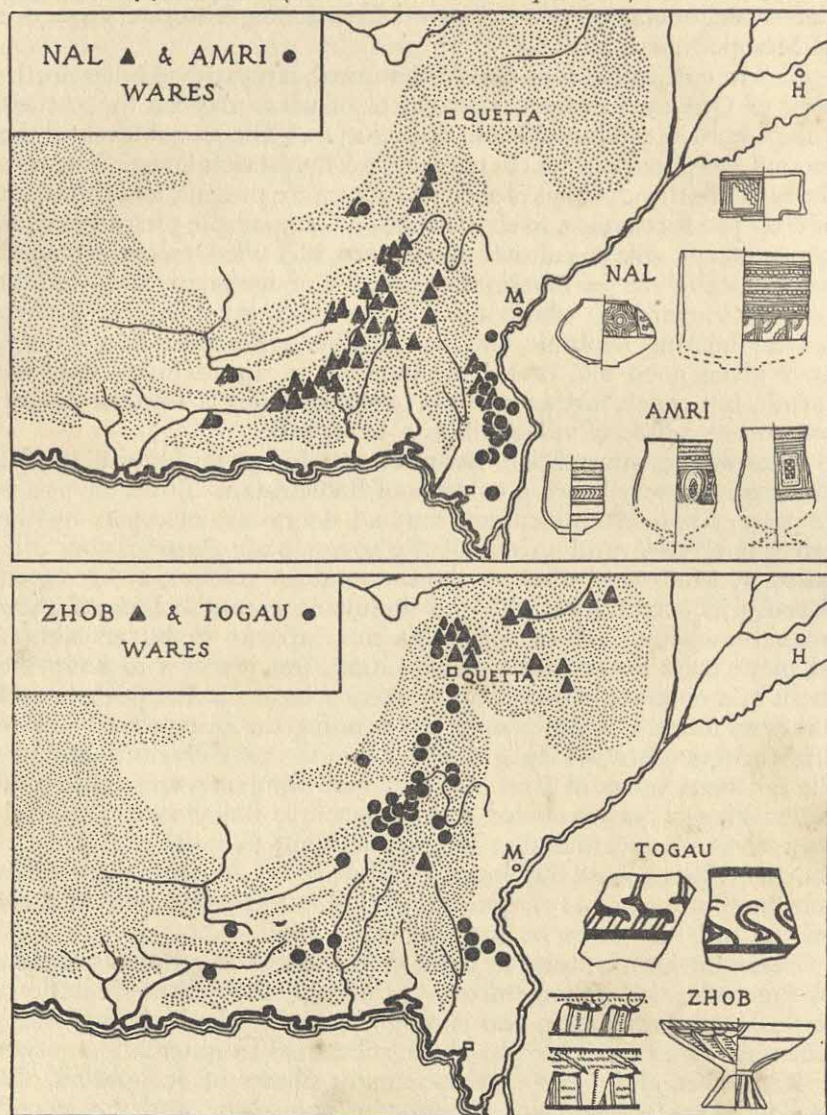 NAL ▲ & AMRI ●
WARES
QUETTA
H
NAL
M
AMRI
ZHOB ▲ & TOGAU ●
WARES
QUETTA
H
M
TOGAU
ZHOB